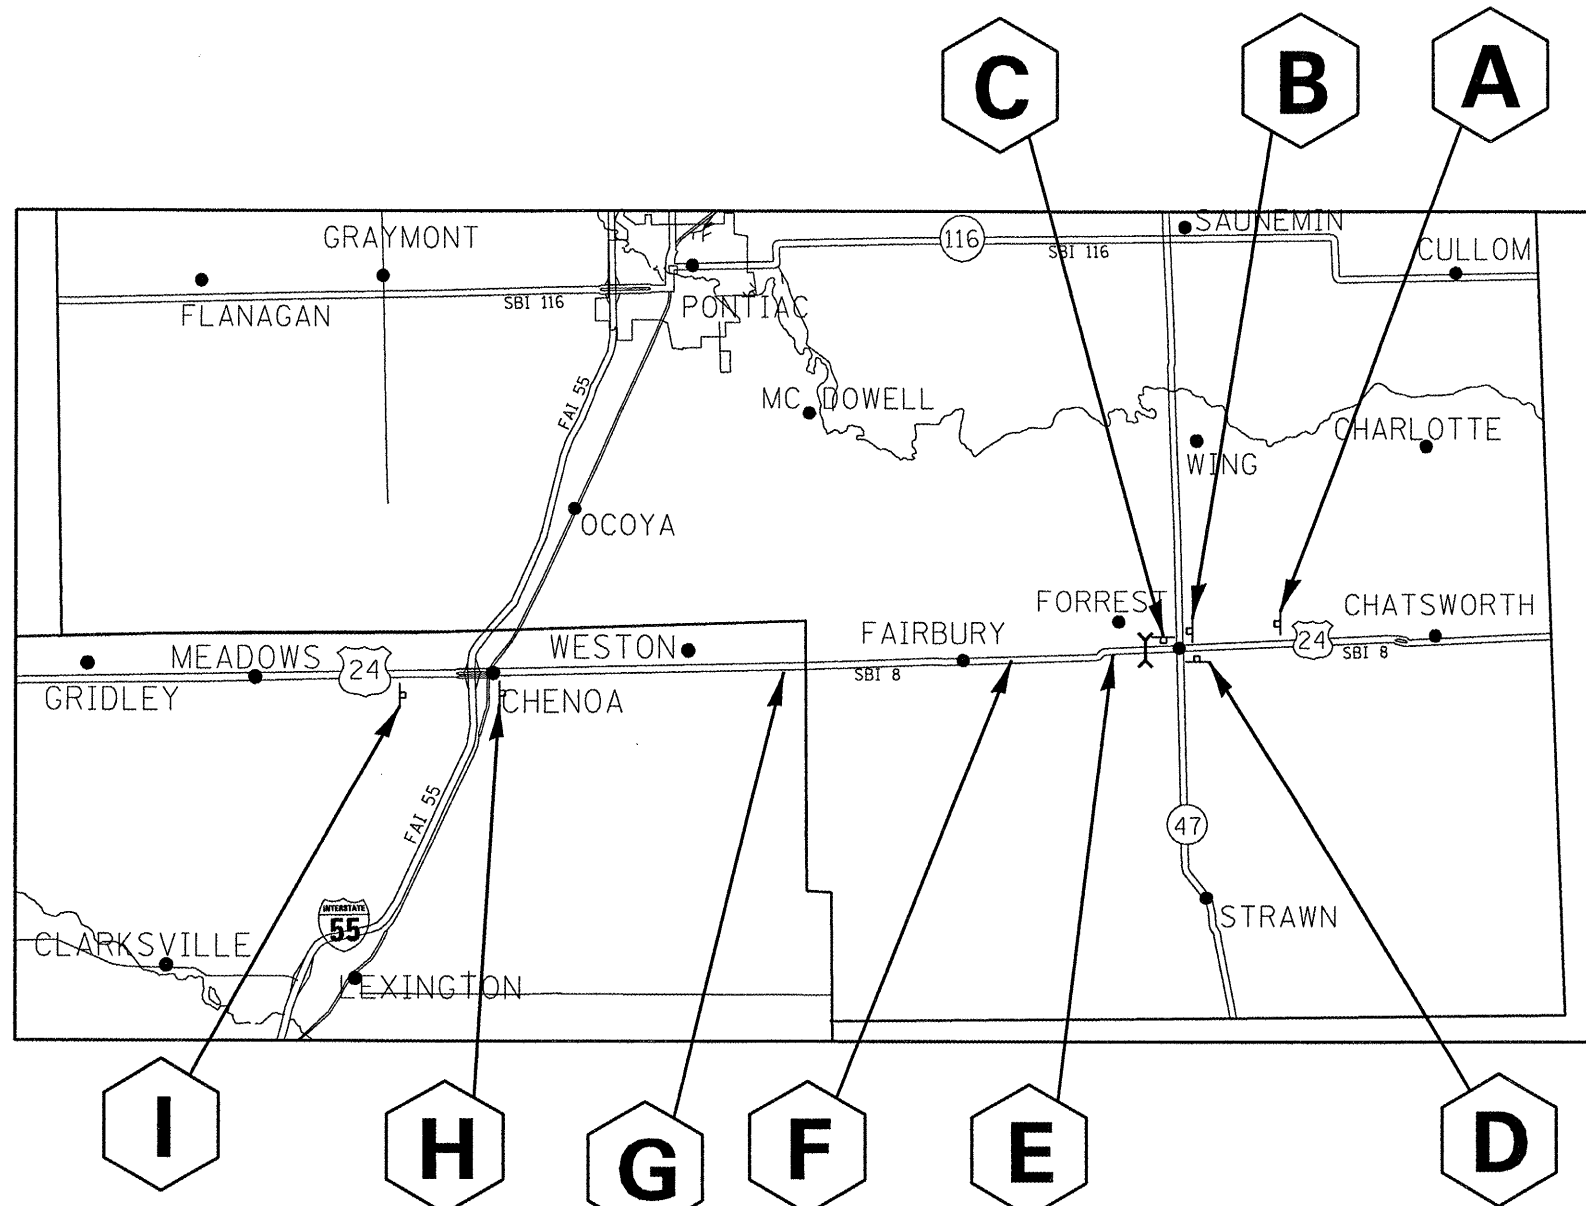 C
B
A
SAUNEMIN
GRAYMONT
116
SBI 116
CULLOM
SBI 116
PONTIAC
FLANAGAN
FAI 55
MC DOWELL
CHARLOTTE
WING
OCOYA
FORREST
CHATSWORTH
FAIRBURY
WESTON
24
SBI 8
MEADOWS
24
SBI 8
GRIDLEY
CHENOA
FAI 55
47
INTERSTATE
55
STRAWN
CLARKSVILLE
LEXINGTON
I
H
G
F
E
D